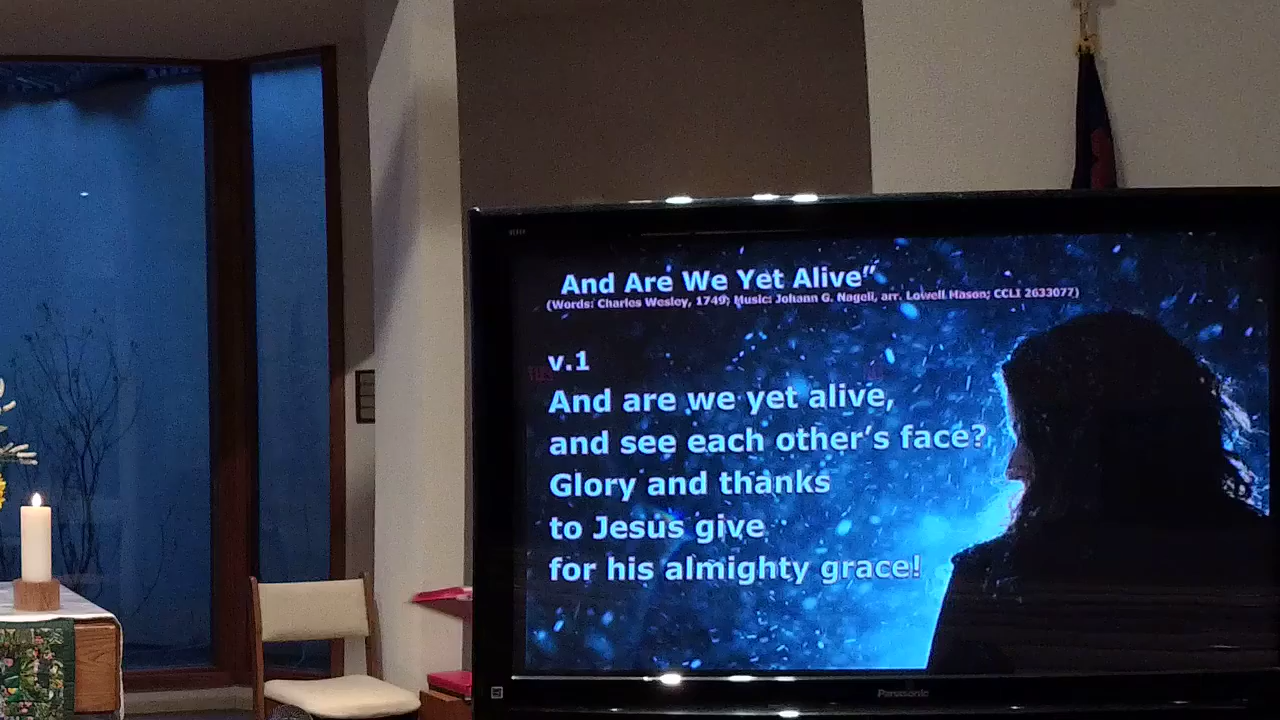 And Are We Yet Alive”
(Words: Charles Wesley, 1749; Music: Johann G. Nageli, arr. Lowell Mason; CCLI 2633077)
v.1
And are we yet alive,
and see each other’s face?
Glory and thanks
to Jesus give
for his almighty grace!
Panasonic